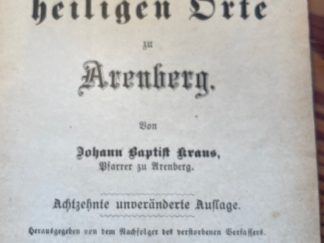 heiligen Orte
zu
Arenberg.
Von
Johann Baptist Kraus,
Pfarrer zu Arenberg.
Achtzehnte unveränderte Auflage.
Herausgegeben von dem Nachfolger des verstorbenen Verfassers.